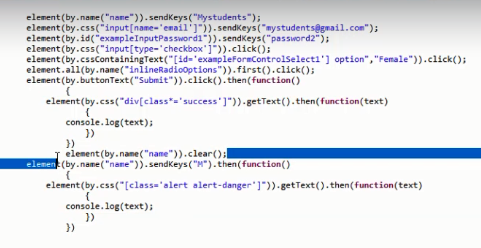 element(by.name("name")).sendKeys("Mystudents");
element(by.css("input[name='email']")).sendKeys("mystudents@gmail.com");
element(by.id("exampleInputPassword1")).sendKeys("password2");
element(by.css("input[type='checkbox']")).click();
element(by.cssContainingText("[id='exampleFormControlSelect1'] option","Female")).click();
element.all(by.name("inlineRadioOptions")).first().click();
element(by.buttonText("Submit")).click().then(function()
{
element(by.css("div[class*='success']")).getText().then(function(text)
{
console.log(text);
})
})
element(by.name("name")).clear();
element(by.name("name")).sendKeys("M").then(function()
{
element(by.css("[class='alert alert-danger']")).getText().then(function(text)
{
console.log(text);
})
})